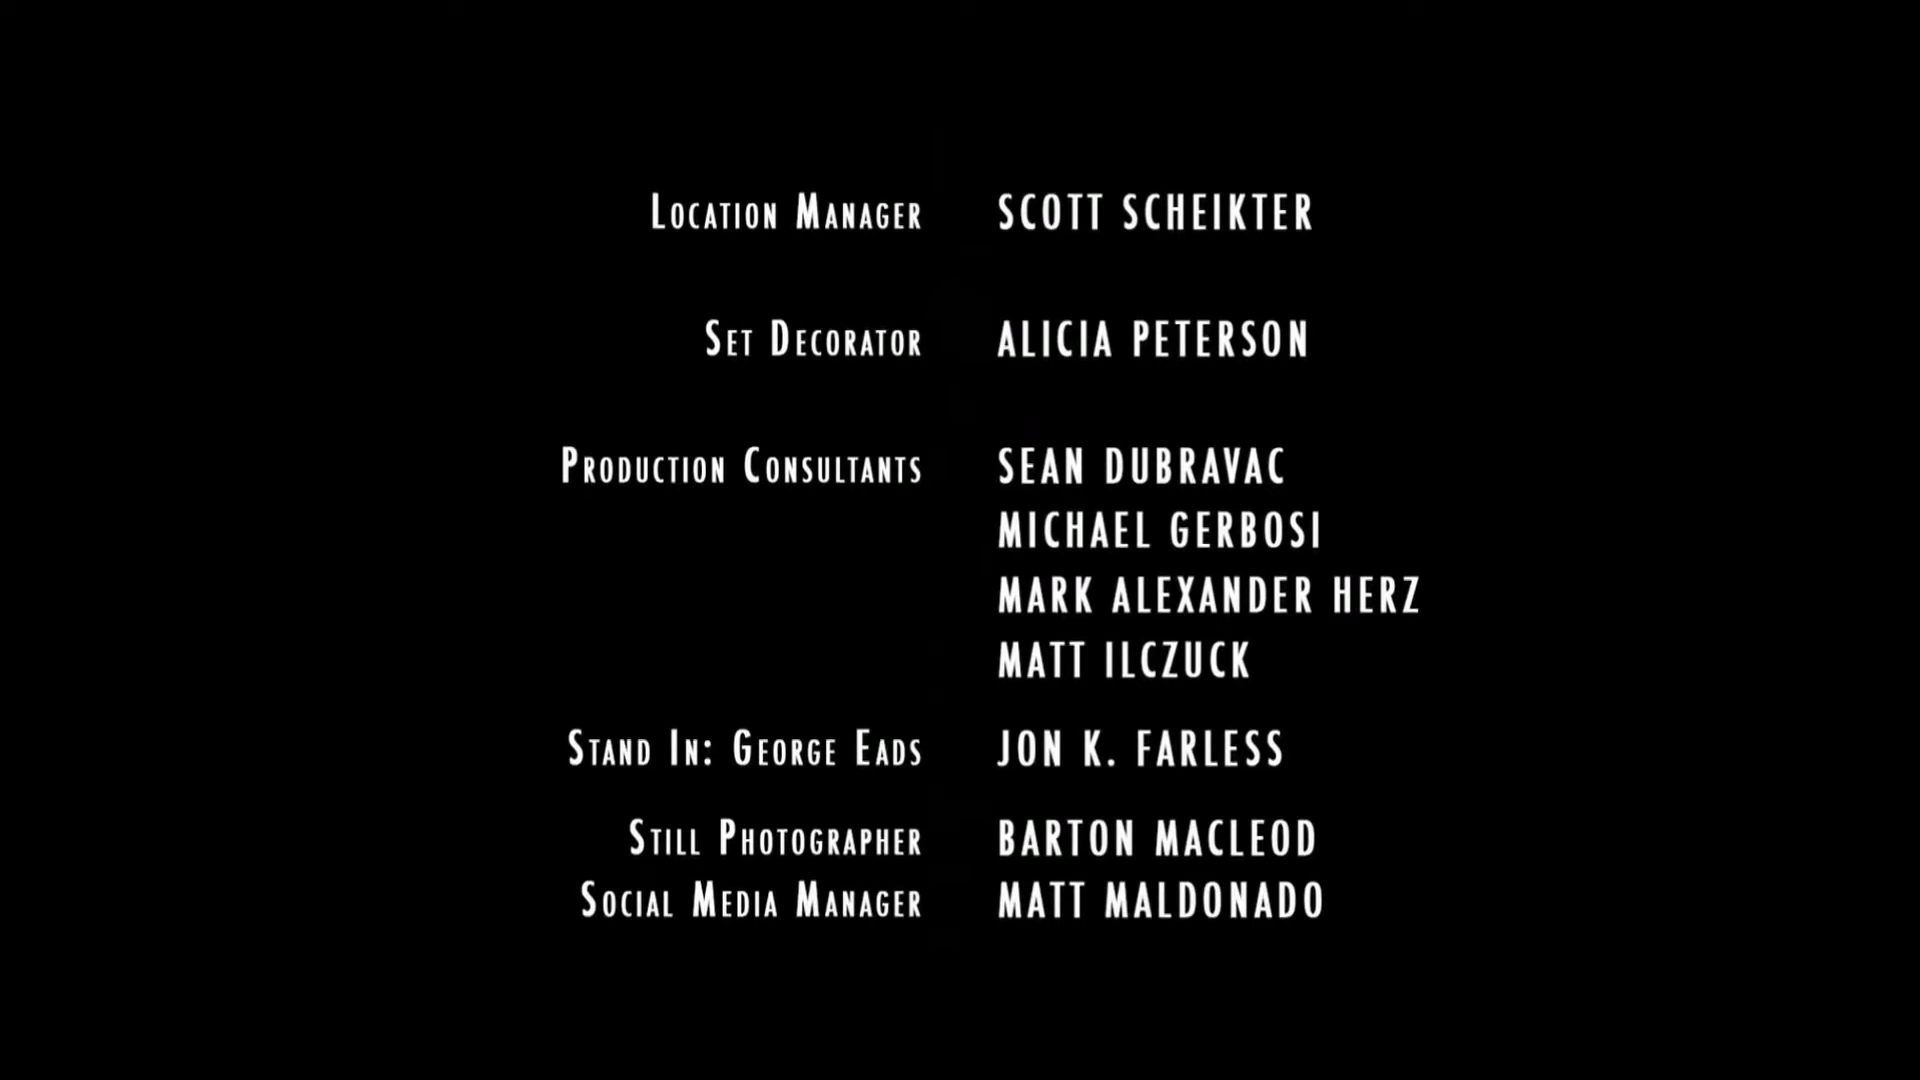 Location Manager SCOTT SCHEIKTER
Set Decorator ALICIA PETERSON
Production Consultants SEAN DUBRAVAC
MICHAEL GERBOSI
MARK ALEXANDER HERZ
MATT ILCZUCK
Stand In: George Eads JON K. FARLESS
Still Photographer BARTON MACLEOD
Social Media Manager MATT MALDONADO